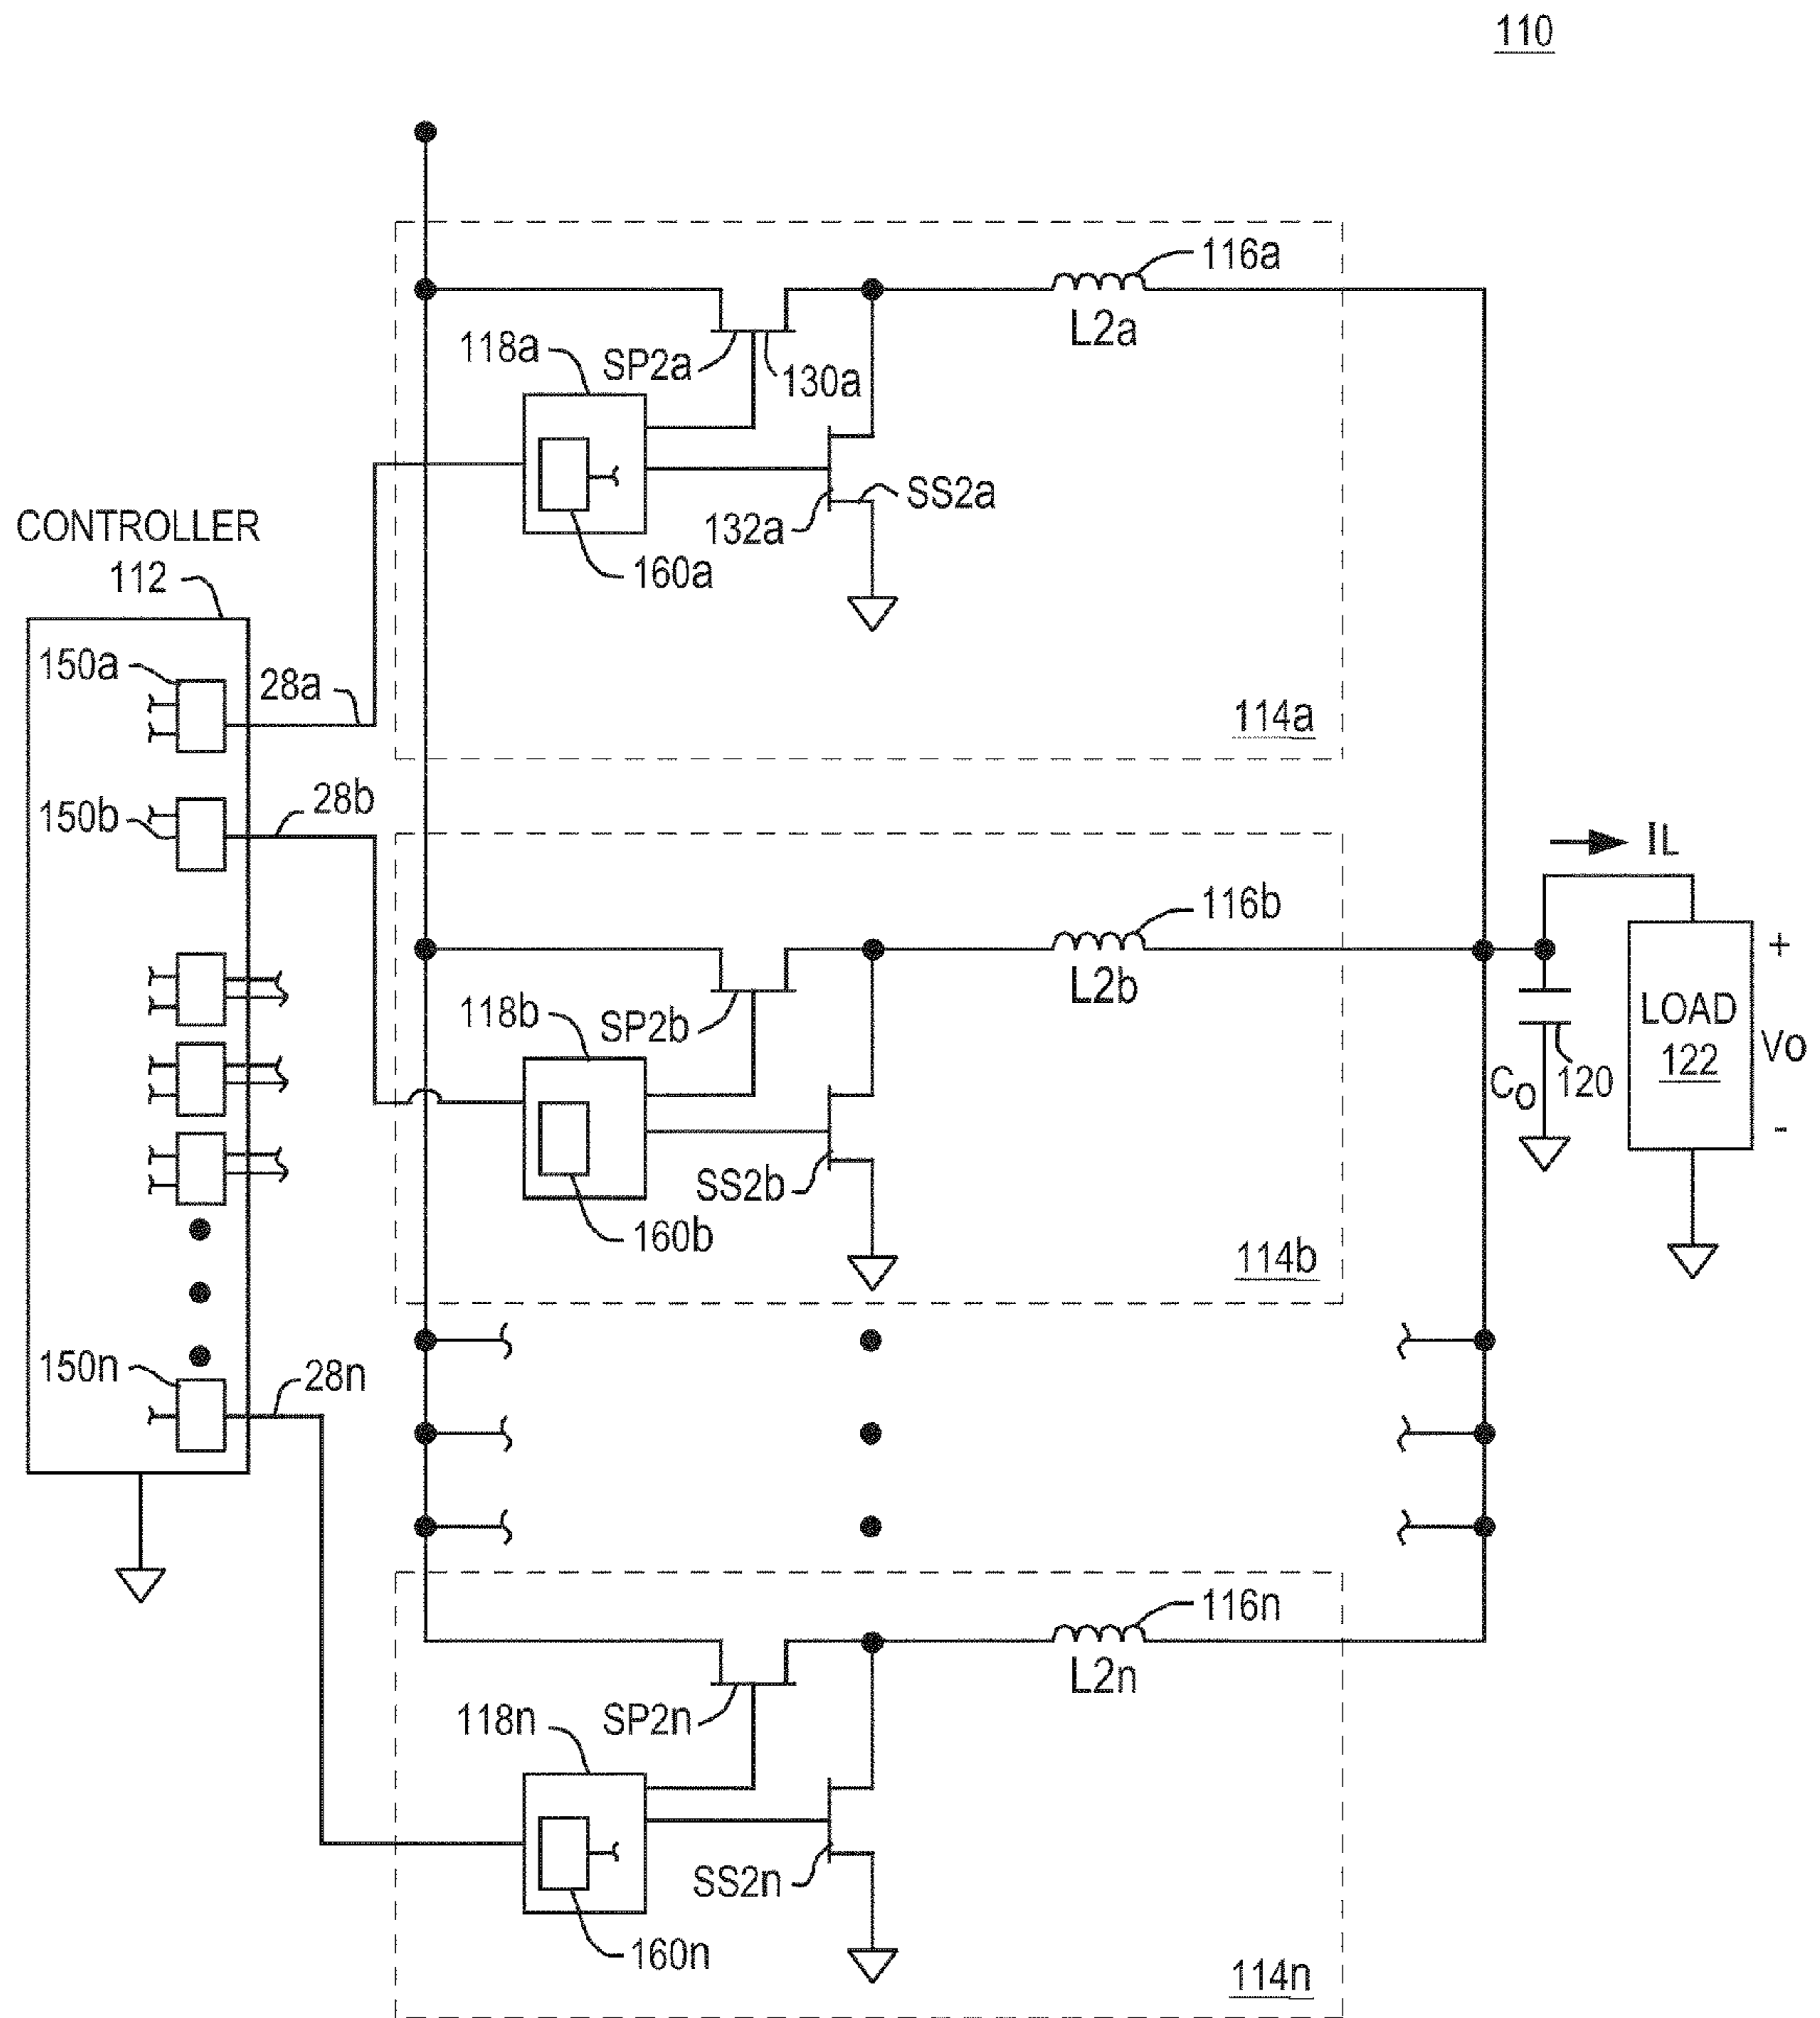 110
116a
L2a
118a
SP2a
130a
SS2a
132a
160a
CONTROLLER
112
150a
28a
114a
150b
28b
IL
116b
L2b
118b
SP2b
+
LOAD
122
Vo
-
Co
120
SS2b
160b
114b
150n
28n
116n
L2n
118n
SP2n
SS2n
160n
114n